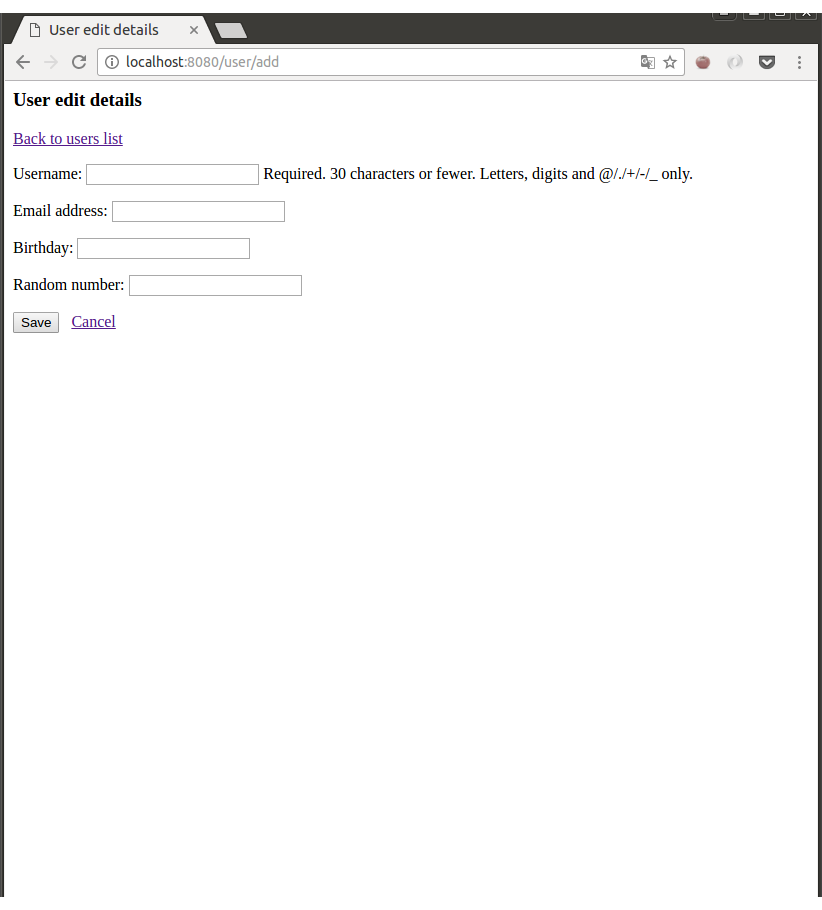 User edit details
localhost:8080/user/add
User edit details
Back to users list
Username: Required. 30 characters or fewer. Letters, digits and @/./+/-/_ only.
Email address:
Birthday:
Random number:
Save Cancel